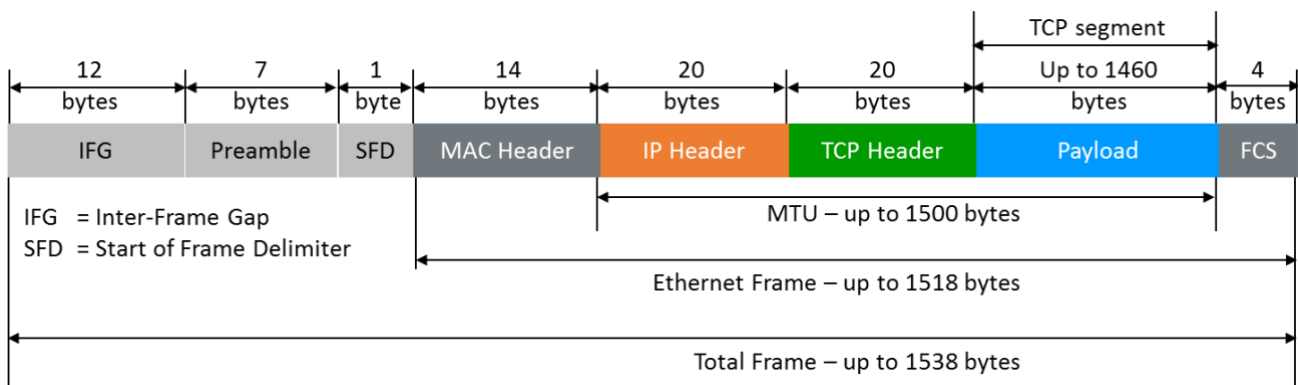 TCP segment
12 7 1 14 20 20 Up to 1460 4
bytes bytes byte bytes bytes bytes bytes bytes
IFG Preamble SFD MAC Header IP Header TCP Header Payload FCS
IFG = Inter-Frame Gap
MTU – up to 1500 bytes
SFD = Start of Frame Delimiter
Ethernet Frame – up to 1518 bytes
Total Frame – up to 1538 bytes